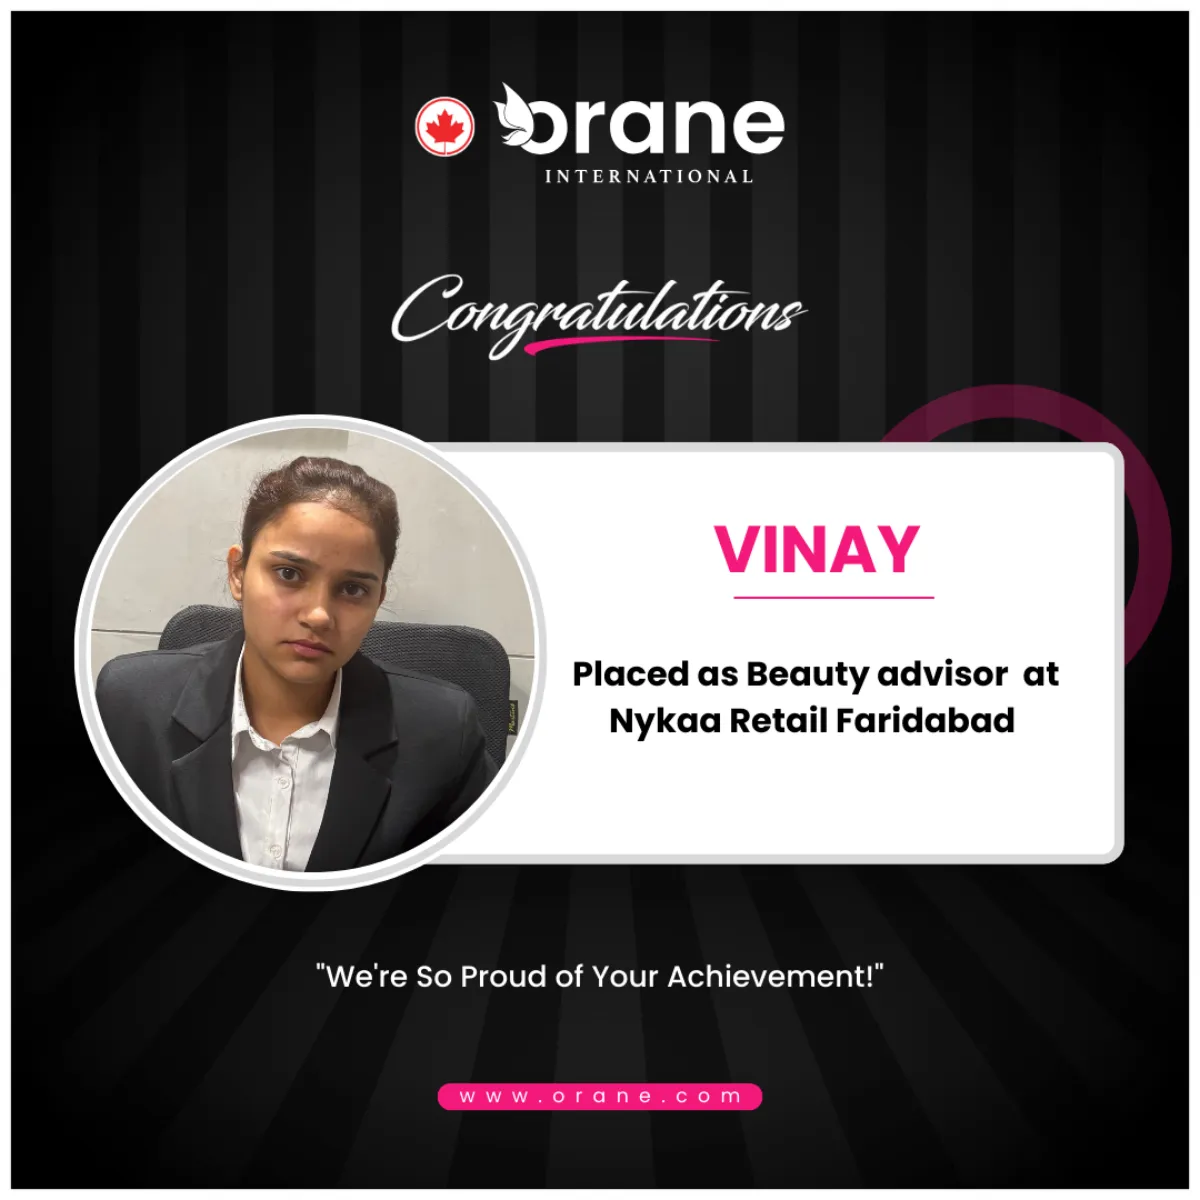 orane
INTERNATIONAL
Congratulations
VINAY
Placed as Beauty advisor at
Nykaa Retail Faridabad
"We're So Proud of Your Achievement!"
www.orane.com